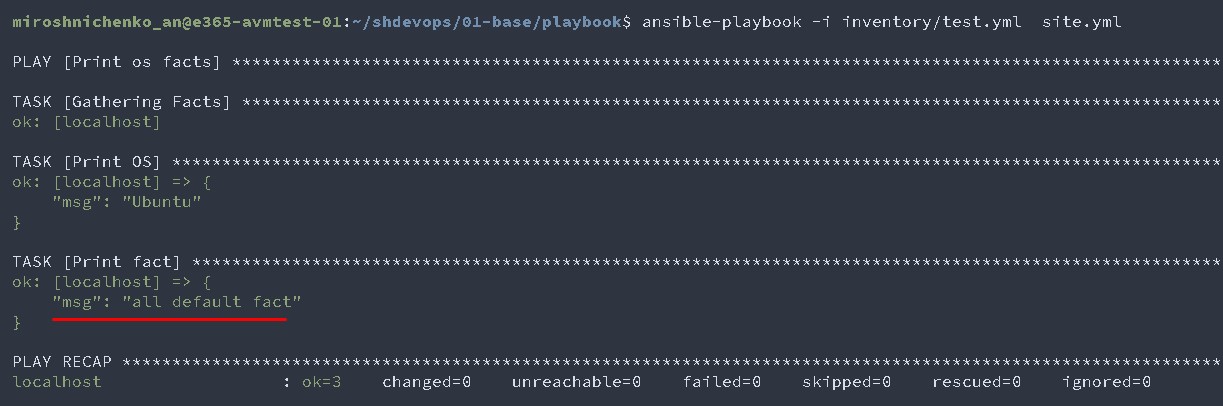 miroshnichenko_an@e365-avmtest-01:~/shdevops/01-base/playbook$ ansible-playbook -i inventory/test.yml  site.yml
PLAY [Print os facts] ***************************************************************************************************
TASK [Gathering Facts] **************************************************************************************************
ok: [localhost]
TASK [Print OS] *********************************************************************************************************
ok: [localhost] => {
    "msg": "Ubuntu"
}
TASK [Print fact] *******************************************************************************************************
ok: [localhost] => {
    "msg": "all default fact"
}
PLAY RECAP **************************************************************************************************************
localhost                  : ok=3    changed=0    unreachable=0    failed=0    skipped=0    rescued=0    ignored=0